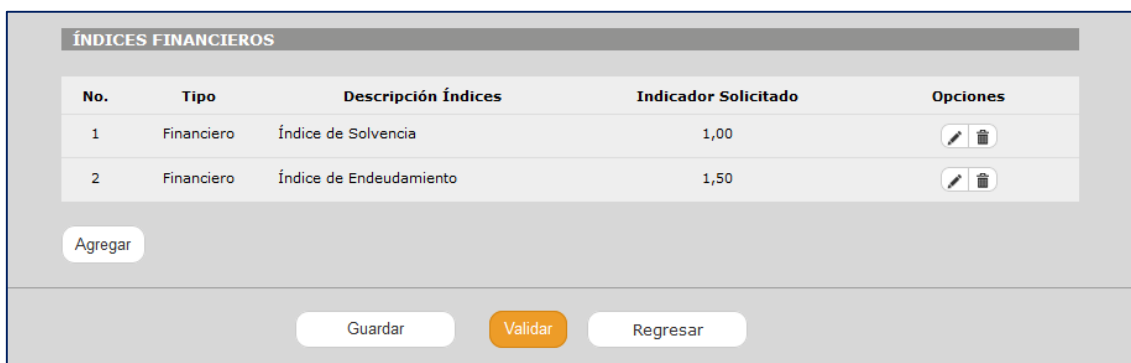 ÍNDICES FINANCIEROS
No. Tipo Descripción Índices Indicador Solicitado Opciones
1 Financiero Índice de Solvencia 1,00
2 Financiero Índice de Endeudamiento 1,50
Agregar
Guardar Validar Regresar